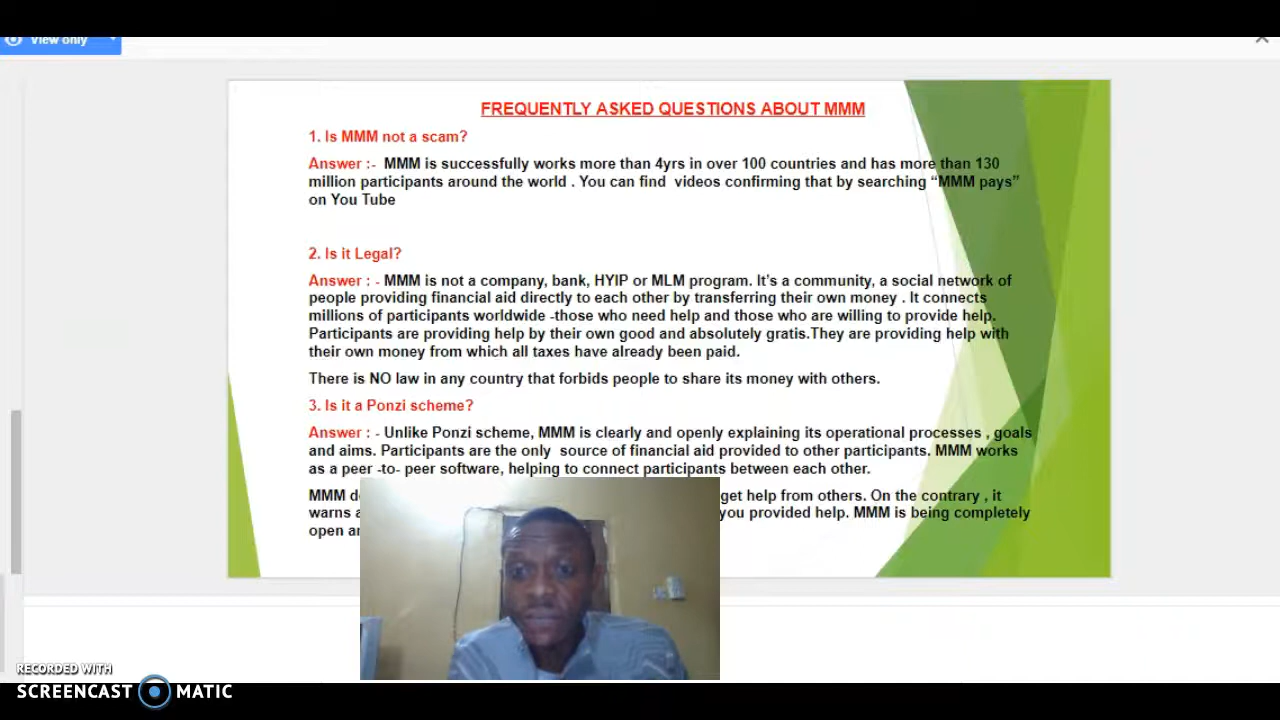 View only
FREQUENTLY ASKED QUESTIONS ABOUT MMM
1. Is MMM not a scam?
Answer :- MMM is successfully works more than 4yrs in over 100 countries and has more than 130
million participants around the world . You can find videos confirming that by searching “MMM pays”
on You Tube
2. Is it Legal?
Answer : - MMM is not a company, bank, HYIP or MLM program. It's a community, a social network of
people providing financial aid directly to each other by transferring their own money . It connects
millions of participants worldwide -those who need help and those who are willing to provide help.
Participants are providing help by their own good and absolutely gratis.They are providing help with
their own money from which all taxes have already been paid.
There is NO law in any country that forbids people to share its money with others.
3. Is it a Ponzi scheme?
Answer : - Unlike Ponzi scheme, MMM is clearly and openly explaining its operational processes , goals
and aims. Participants are the only source of financial aid provided to other participants. MMM works
as a peer -to- peer software, helping to connect participants between each other.
MMM get help from others. On the contrary , it
warns you provided help. MMM is being completely
open
RECORDED WITH
SCREENCAST MATIC